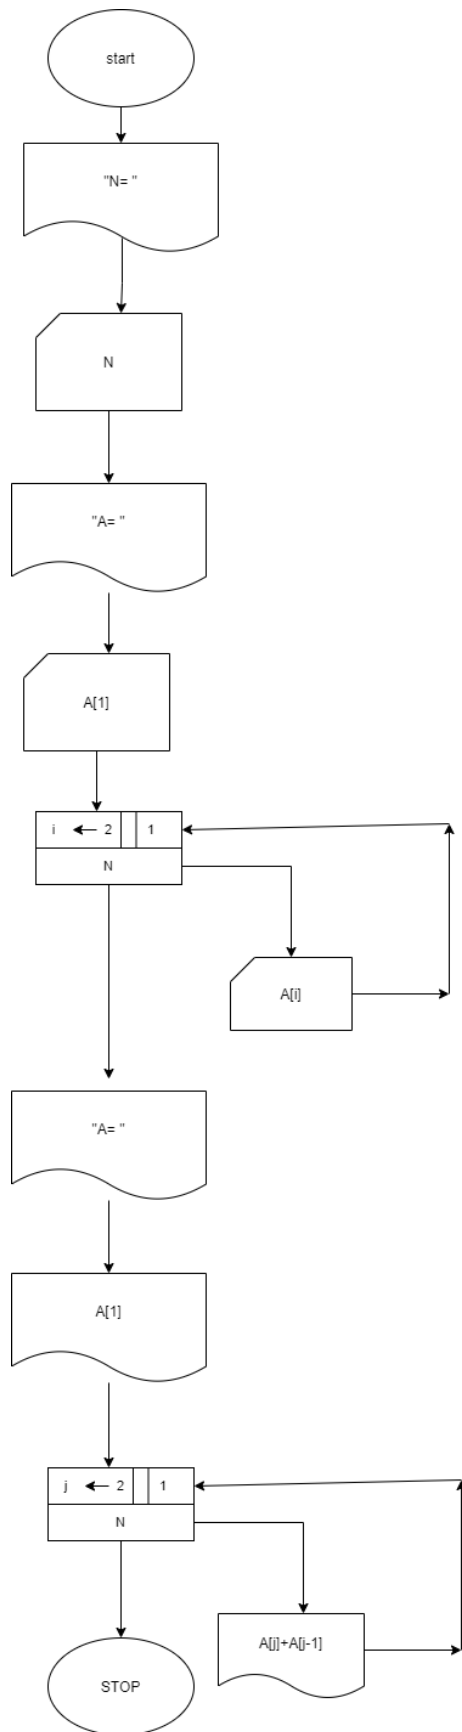 start
"N= "
N
"A= "
A[1]
i ← 2 1
N
A[i]
"A= "
A[1]
j ← 2 1
N
A[j]+A[j-1]
STOP